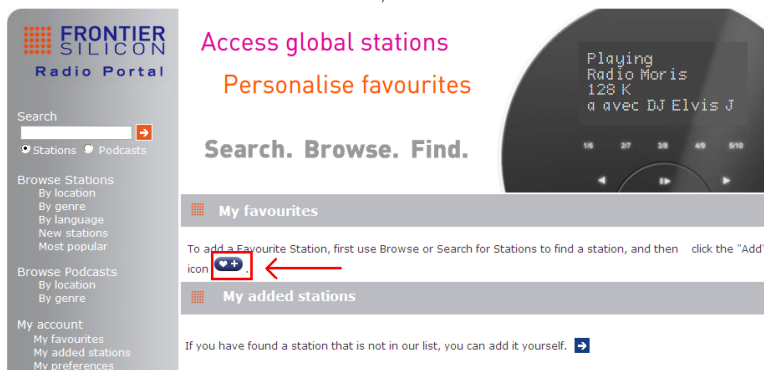 FRONTIER
SILICON
Radio Portal
Search
Stations Podcasts
Browse Stations
By location
By genre
By language
New stations
Most popular
Browse Podcasts
By location
By genre
My account
My favourites
My added stations
My preferences
Access global stations
Personalise favourites
Search. Browse. Find.
Playing
Radio Moris
128 K
a avec DJ Elvis J
1/6 2/7 3/8 4/9 5/10
My favourites
To add a Favourite Station, first use Browse or Search for Stations to find a station, and then click the "Add"
icon .
My added stations
If you have found a station that is not in our list, you can add it yourself.